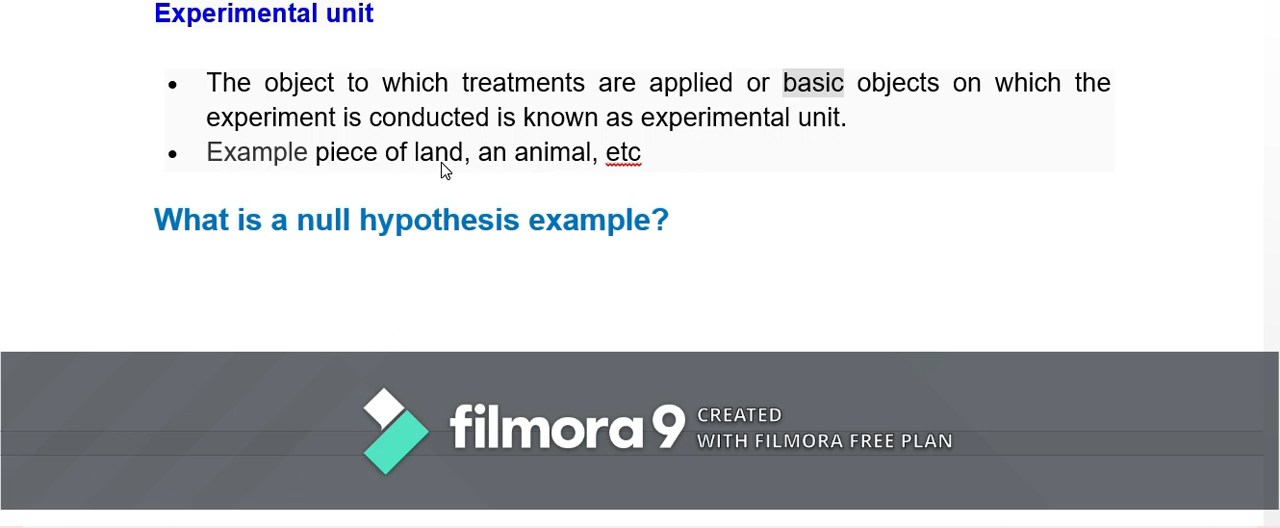 Experimental unit
• The object to which treatments are applied or basic objects on which the
experiment is conducted is known as experimental unit.
• Example piece of land, an animal, etc
What is a null hypothesis example?
filmora 9 CREATED
WITH FILMORA FREE PLAN